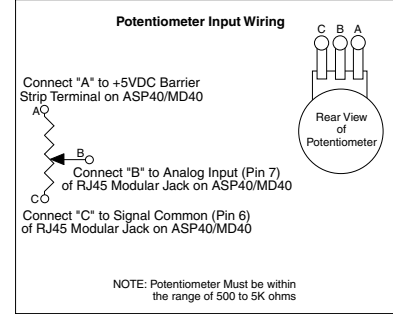 Potentiometer Input Wiring
C B A
Connect "A" to +5VDC Barrier
Strip Terminal on ASP40/MD40
A
Rear View
of
Potentiometer
B
Connect "B" to Analog Input (Pin 7)
of RJ45 Modular Jack on ASP40/MD40
C
Connect "C" to Signal Common (Pin 6)
of RJ45 Modular Jack on ASP40/MD40
NOTE: Potentiometer Must be within
the range of 500 to 5K ohms